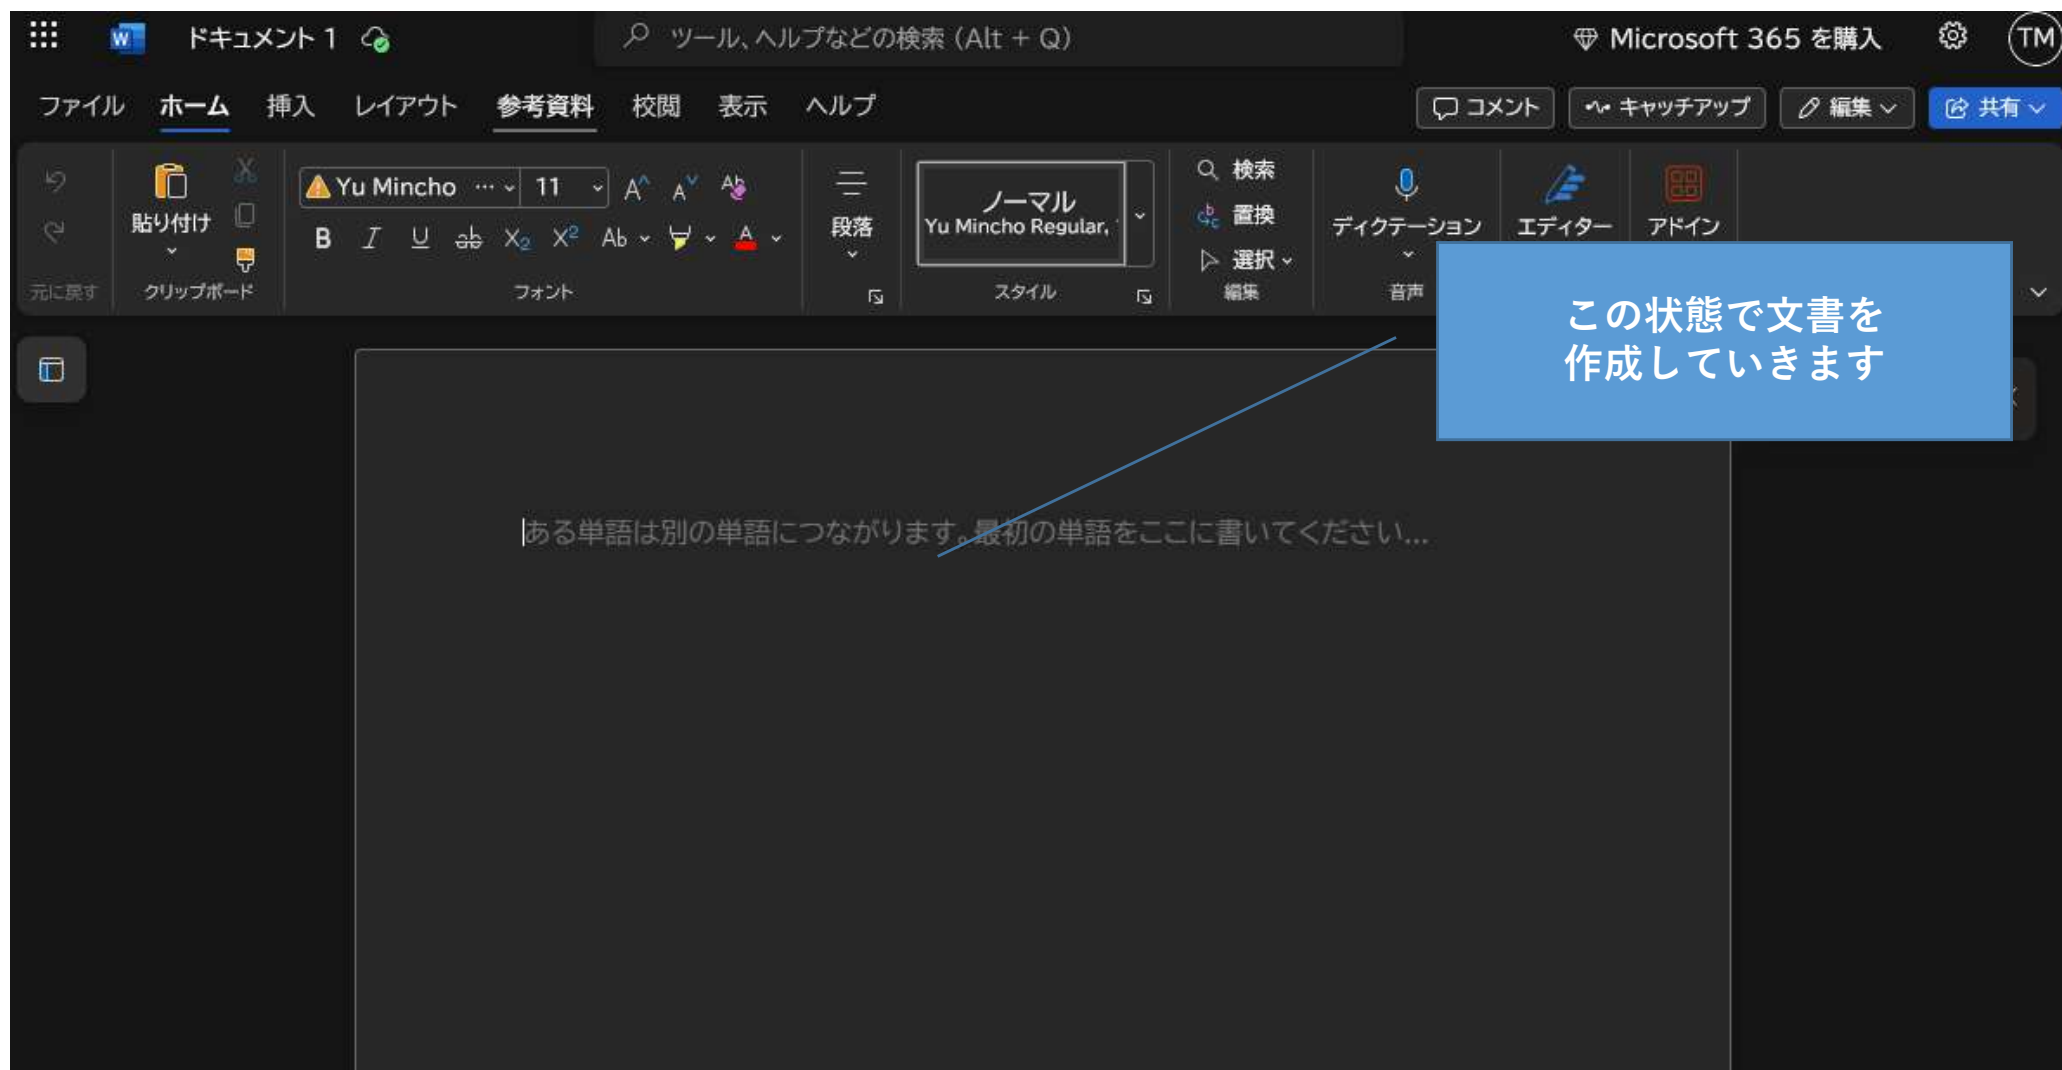 ドキュメント 1
ツール、ヘルプなどの検索 (Alt + Q)
Microsoft 365 を購入
TM
ファイル ホーム 挿入 レイアウト 参考資料 校閲 表示 ヘルプ
コメント キャッチアップ 編集 共有
元に戻す
貼り付け
クリップボード
Yu Mincho ... 11
B I U ab X₂ X² Ab A
フォント
段落
ノーマル
Yu Mincho Regular,
スタイル
検索
置換
選択
編集
ディクテーション
音声
エディター
アドイン
この状態で文書を
作成していきます
ある単語は別の単語につながります。最初の単語をここに書いてください...